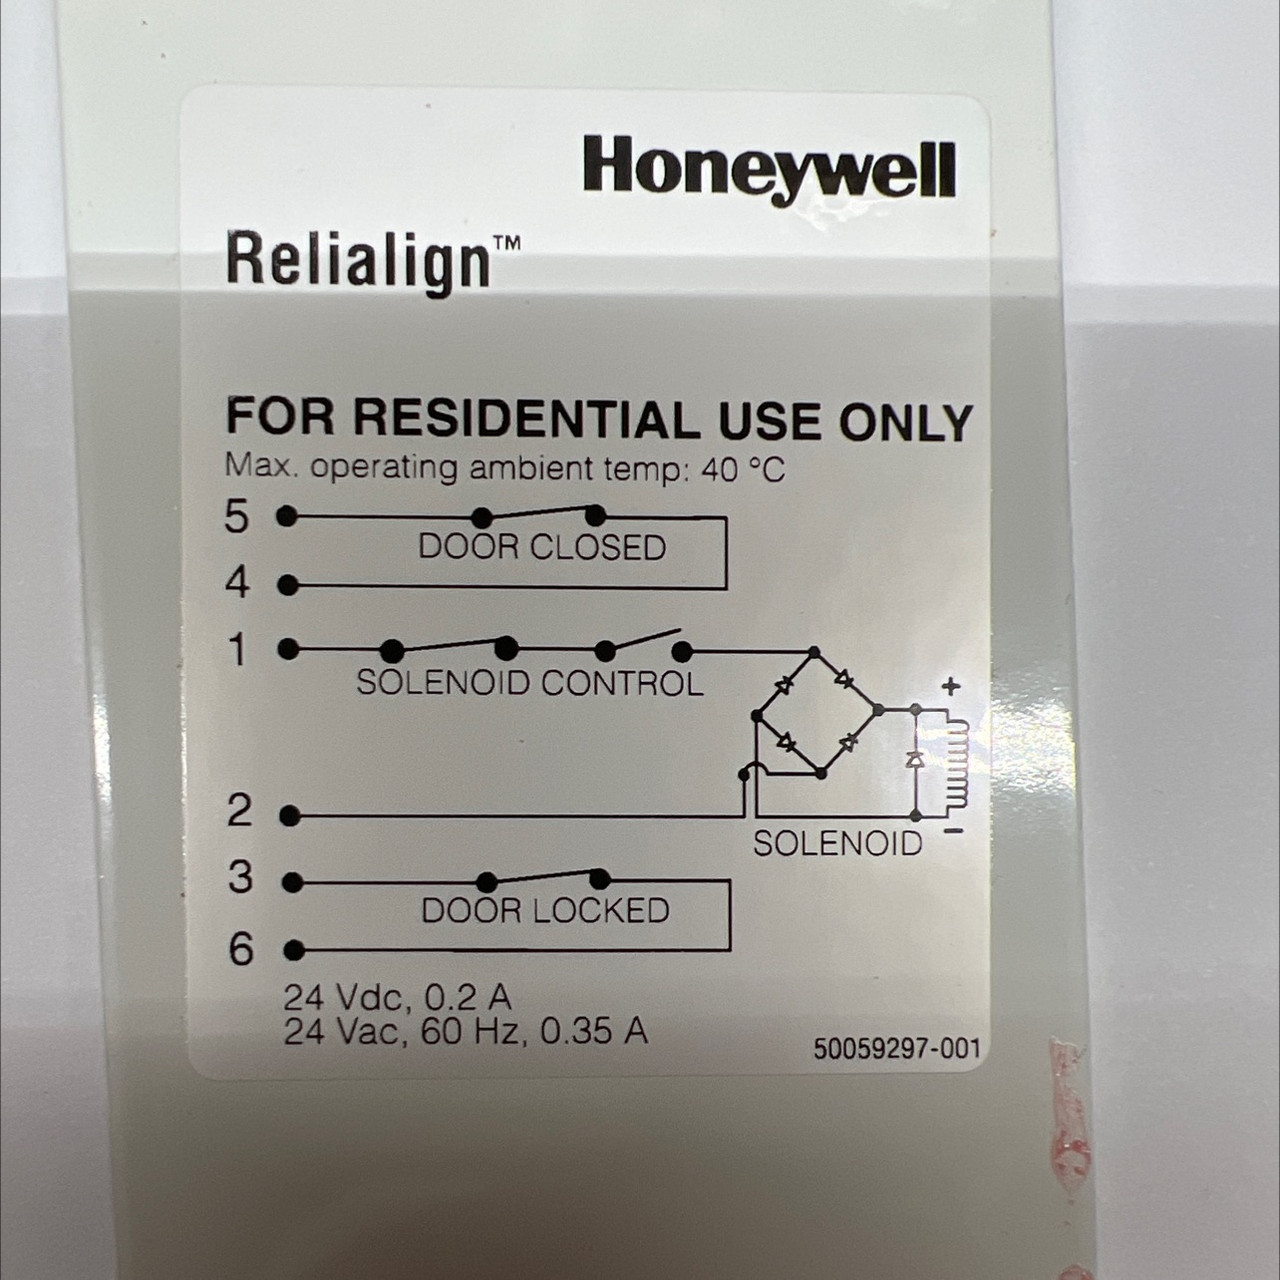 Honeywell
Relialign™
FOR RESIDENTIAL USE ONLY
Max. operating ambient temp: 40 °C
5
DOOR CLOSED
4
1
SOLENOID CONTROL
+
2
-
SOLENOID
3
DOOR LOCKED
6
24 Vdc, 0.2 A
24 Vac, 60 Hz, 0.35 A
50059297-001